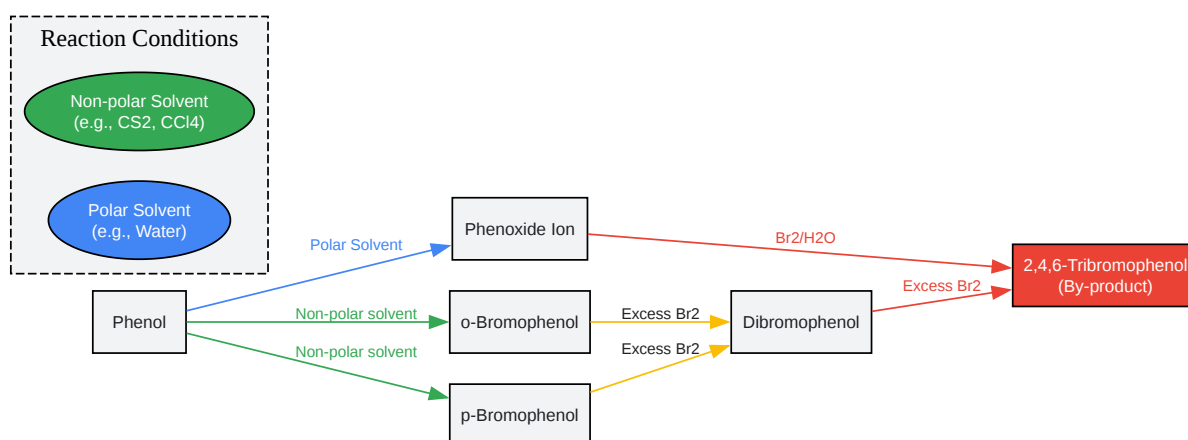 Reaction Conditions
Non-polar Solvent
(e.g., CS2, CCl4)
Polar Solvent
(e.g., Water)
Phenol
Polar Solvent
Non-polar solvent
Non-polar solvent
Phenoxide Ion
o-Bromophenol
p-Bromophenol
Br2/H2O
Excess Br2
Excess Br2
Dibromophenol
Excess Br2
2,4,6-Tribromophenol
(By-product)